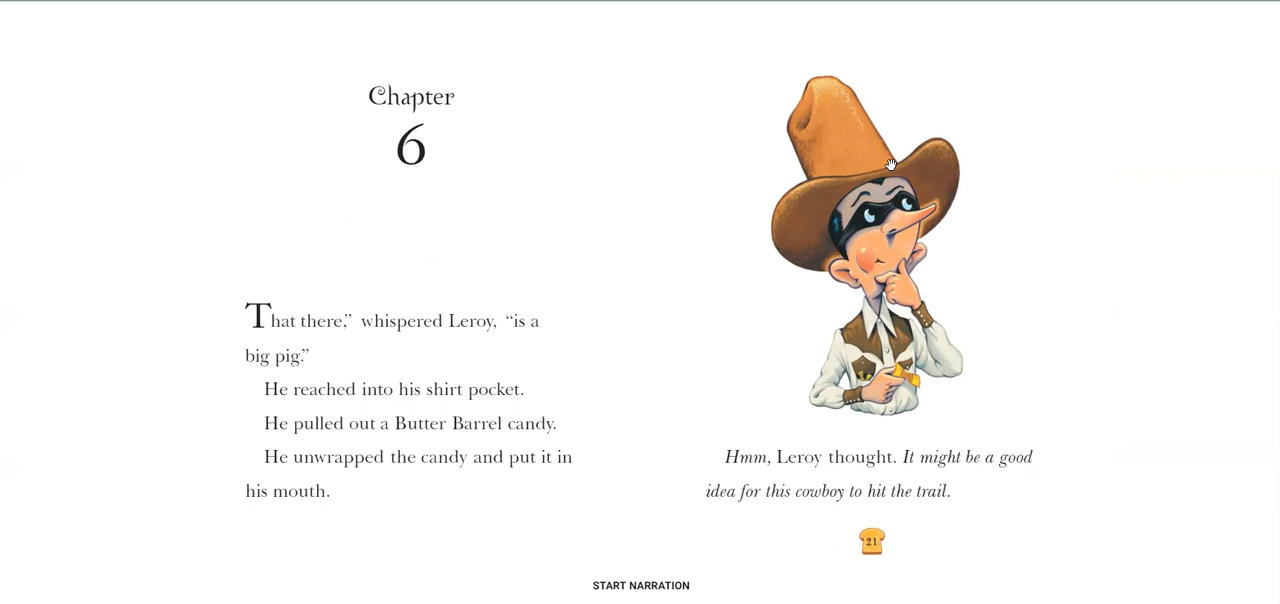 Chapter
6
That there,” whispered Leroy, “is a
big pig.”
He reached into his shirt pocket.
He pulled out a Butter Barrel candy.
He unwrapped the candy and put it in
his mouth.
Hmm, Leroy thought. It might be a good
idea for this cowboy to hit the trail.
21
START NARRATION